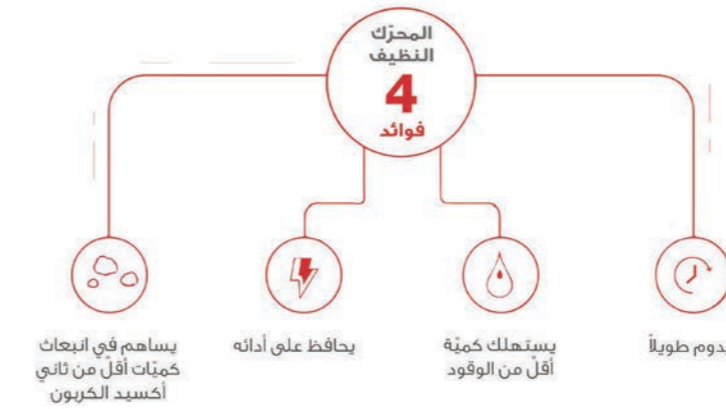 المحرّك
النظيف
4
فوائد
يدوم طويلاً
يستهلك كميّة
أقلّ من الوقود
يحافظ على أدائه
يساهم في انبعاث
كميّات أقلّ من ثاني
أكسيد الكربون